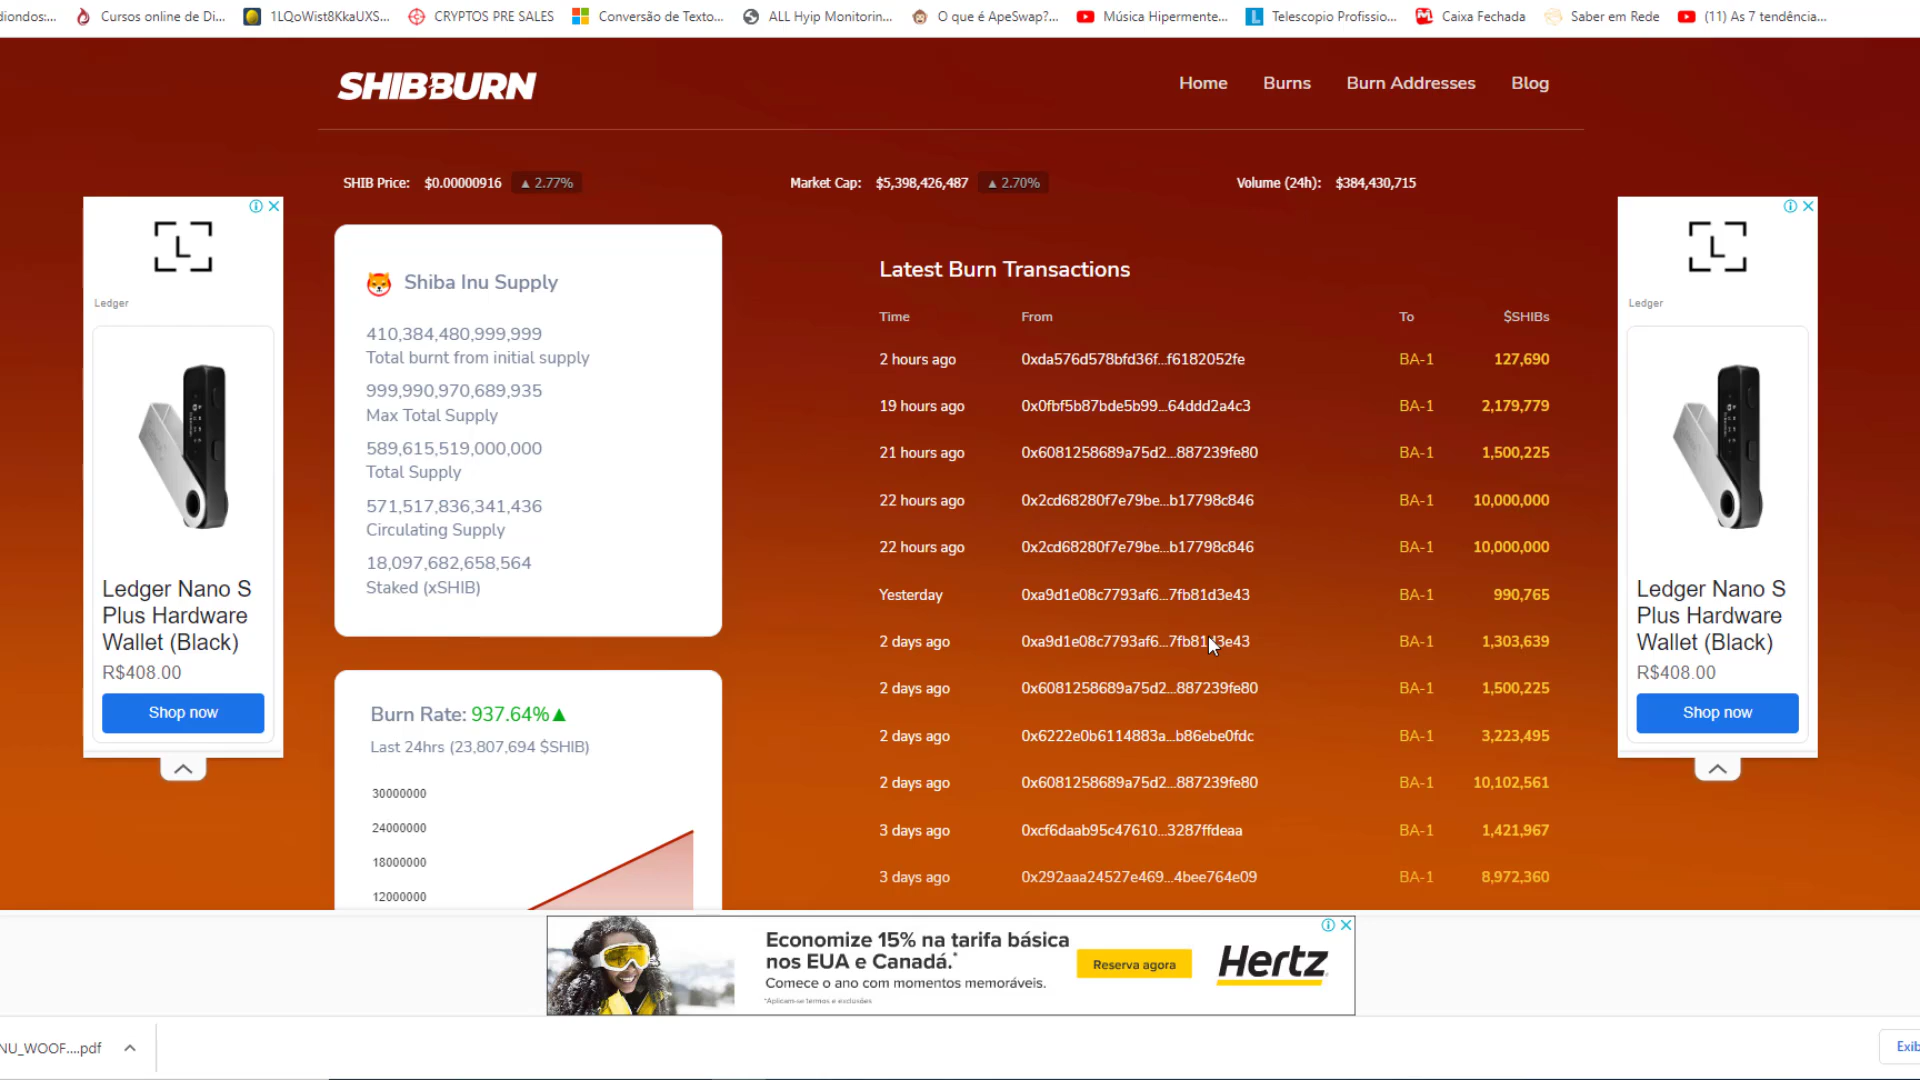 diondos:...
Cursos online de Di...
1LQoWist8KkaUXS...
CRYPTOS PRE SALES
Conversão de Texto...
ALL Hyip Monitorin...
O que é ApeSwap?...
Música Hipermente...
Telescopio Profissio...
Caixa Fechada
Saber em Rede
(11) As 7 tendência...
SHIBBURN
Home Burns Burn Addresses Blog
SHIB Price: $0.00000916 ▲ 2.77%
Market Cap: $5,398,426,487 ▲ 2.70%
Volume (24h): $384,430,715
L
Ledger
Ledger Nano S
Plus Hardware
Wallet (Black)
R$408.00
Shop now
Shiba Inu Supply
410,384,480,999,999
Total burnt from initial supply
999,990,970,689,935
Max Total Supply
589,615,519,000,000
Total Supply
571,517,836,341,436
Circulating Supply
18,097,682,658,564
Staked (xSHIB)
Burn Rate: 937.64%▲
Last 24hrs (23,807,694 $SHIB)
30000000
24000000
18000000
12000000
Latest Burn Transactions
Time From To $SHIBs
2 hours ago 0xda576d578bfd36f...f6182052fe BA-1 127,690
19 hours ago 0x0fbf5b87bde5b99...64ddd2a4c3 BA-1 2,179,779
21 hours ago 0x6081258689a75d2...887239fe80 BA-1 1,500,225
22 hours ago 0x2cd68280f7e79be...b17798c846 BA-1 10,000,000
22 hours ago 0x2cd68280f7e79be...b17798c846 BA-1 10,000,000
Yesterday 0xa9d1e08c7793af6...7fb81d3e43 BA-1 990,765
2 days ago 0xa9d1e08c7793af6...7fb81d3e43 BA-1 1,303,639
2 days ago 0x6081258689a75d2...887239fe80 BA-1 1,500,225
2 days ago 0x6222e0b6114883a...b86ebe0fdc BA-1 3,223,495
2 days ago 0x6081258689a75d2...887239fe80 BA-1 10,102,561
3 days ago 0xcf6daab95c47610...3287ffdeaa BA-1 1,421,967
3 days ago 0x292aaa24527e469...4bee764e09 BA-1 8,972,360
L
Ledger
Ledger Nano S
Plus Hardware
Wallet (Black)
R$408.00
Shop now
Economize 15% na tarifa básica
nos EUA e Canadá.*
Comece o ano com momentos memoráveis.
*Aplicam-se termos e exclusões
Reserva agora
Hertz
NU_WOOF....pdf
Exib